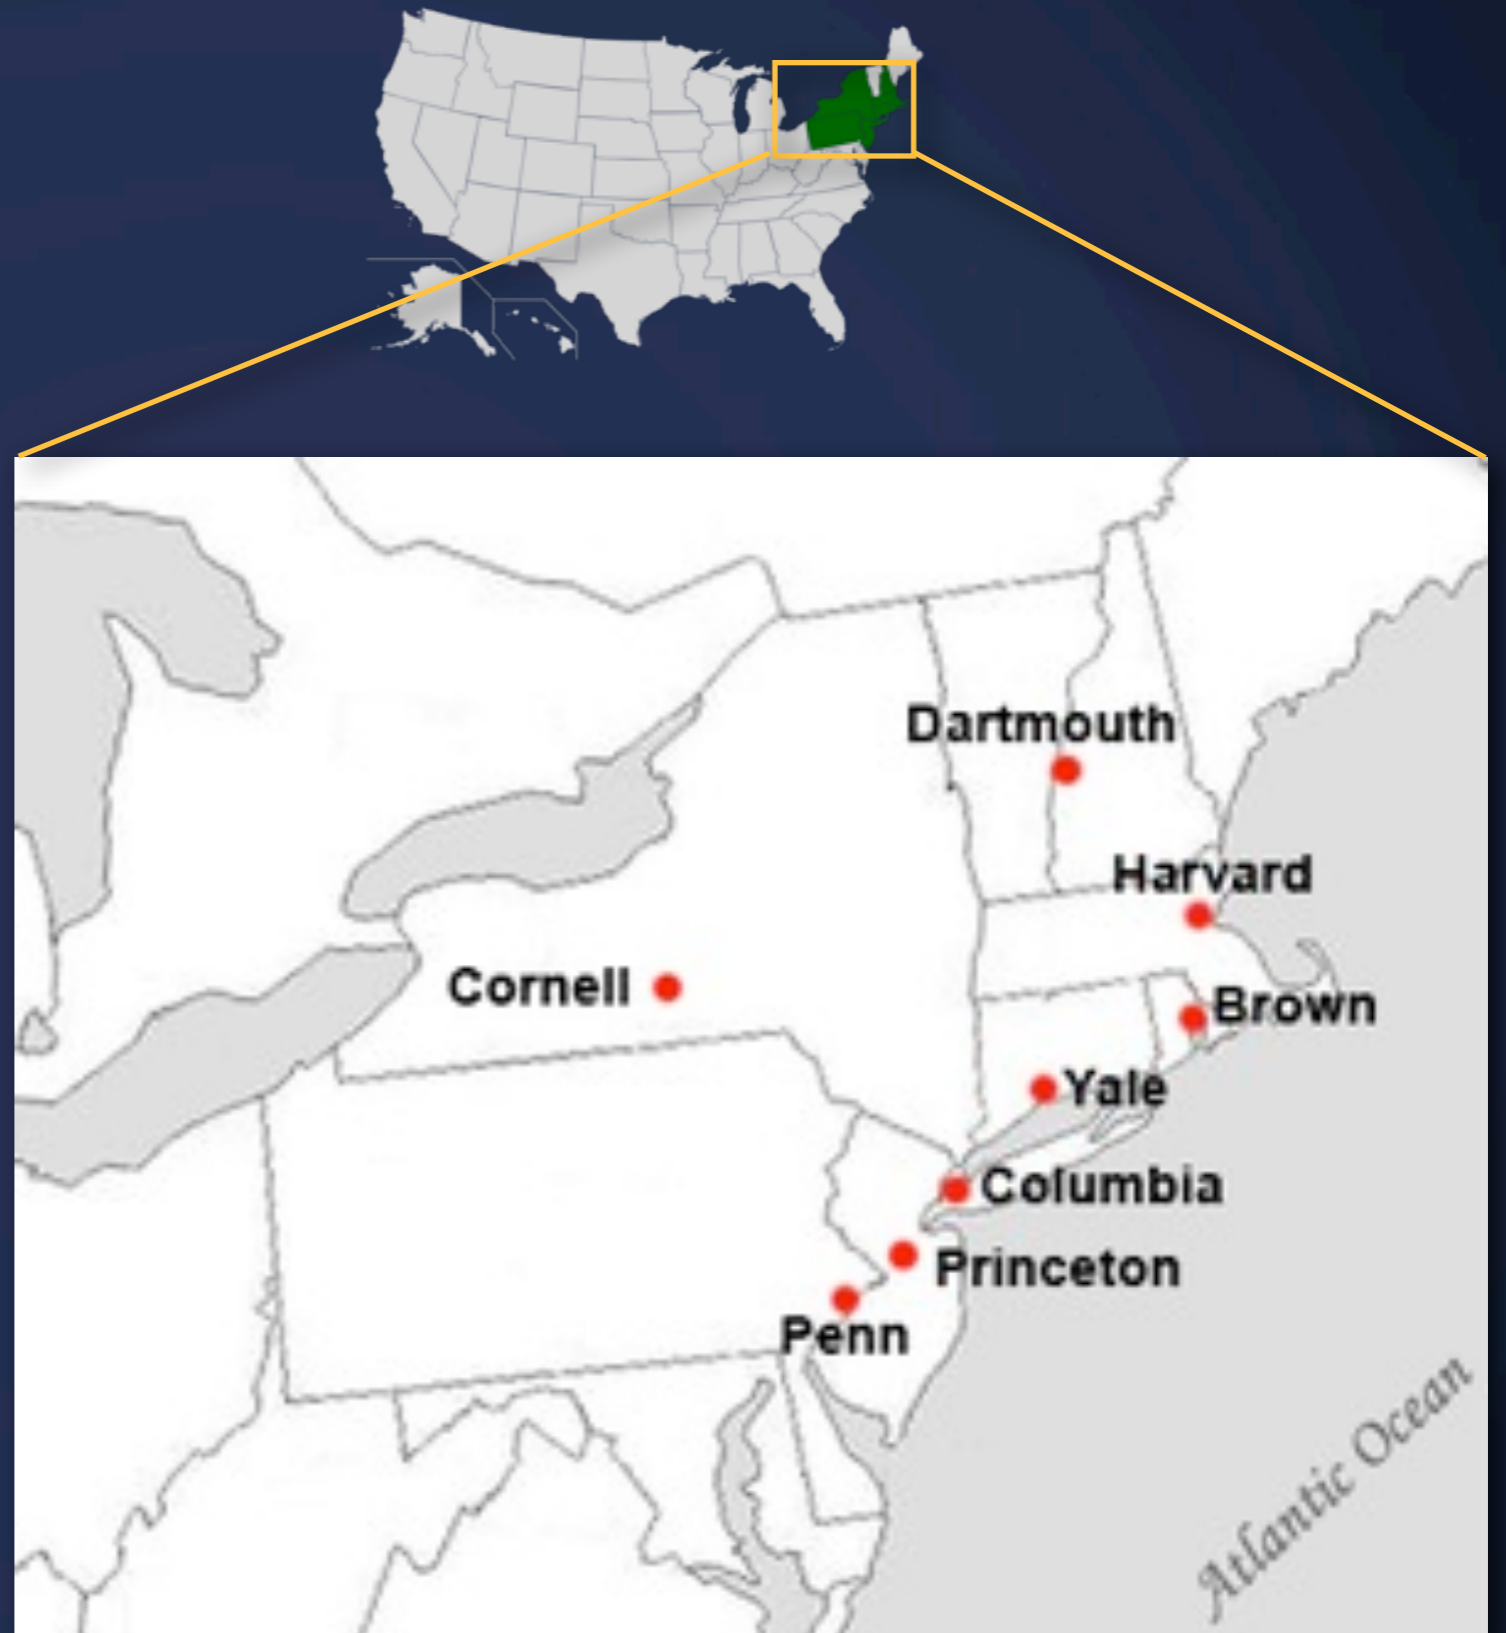 Dartmouth
Harvard
Cornell
Brown
Yale
Columbia
Princeton
Penn
Atlantic Ocean